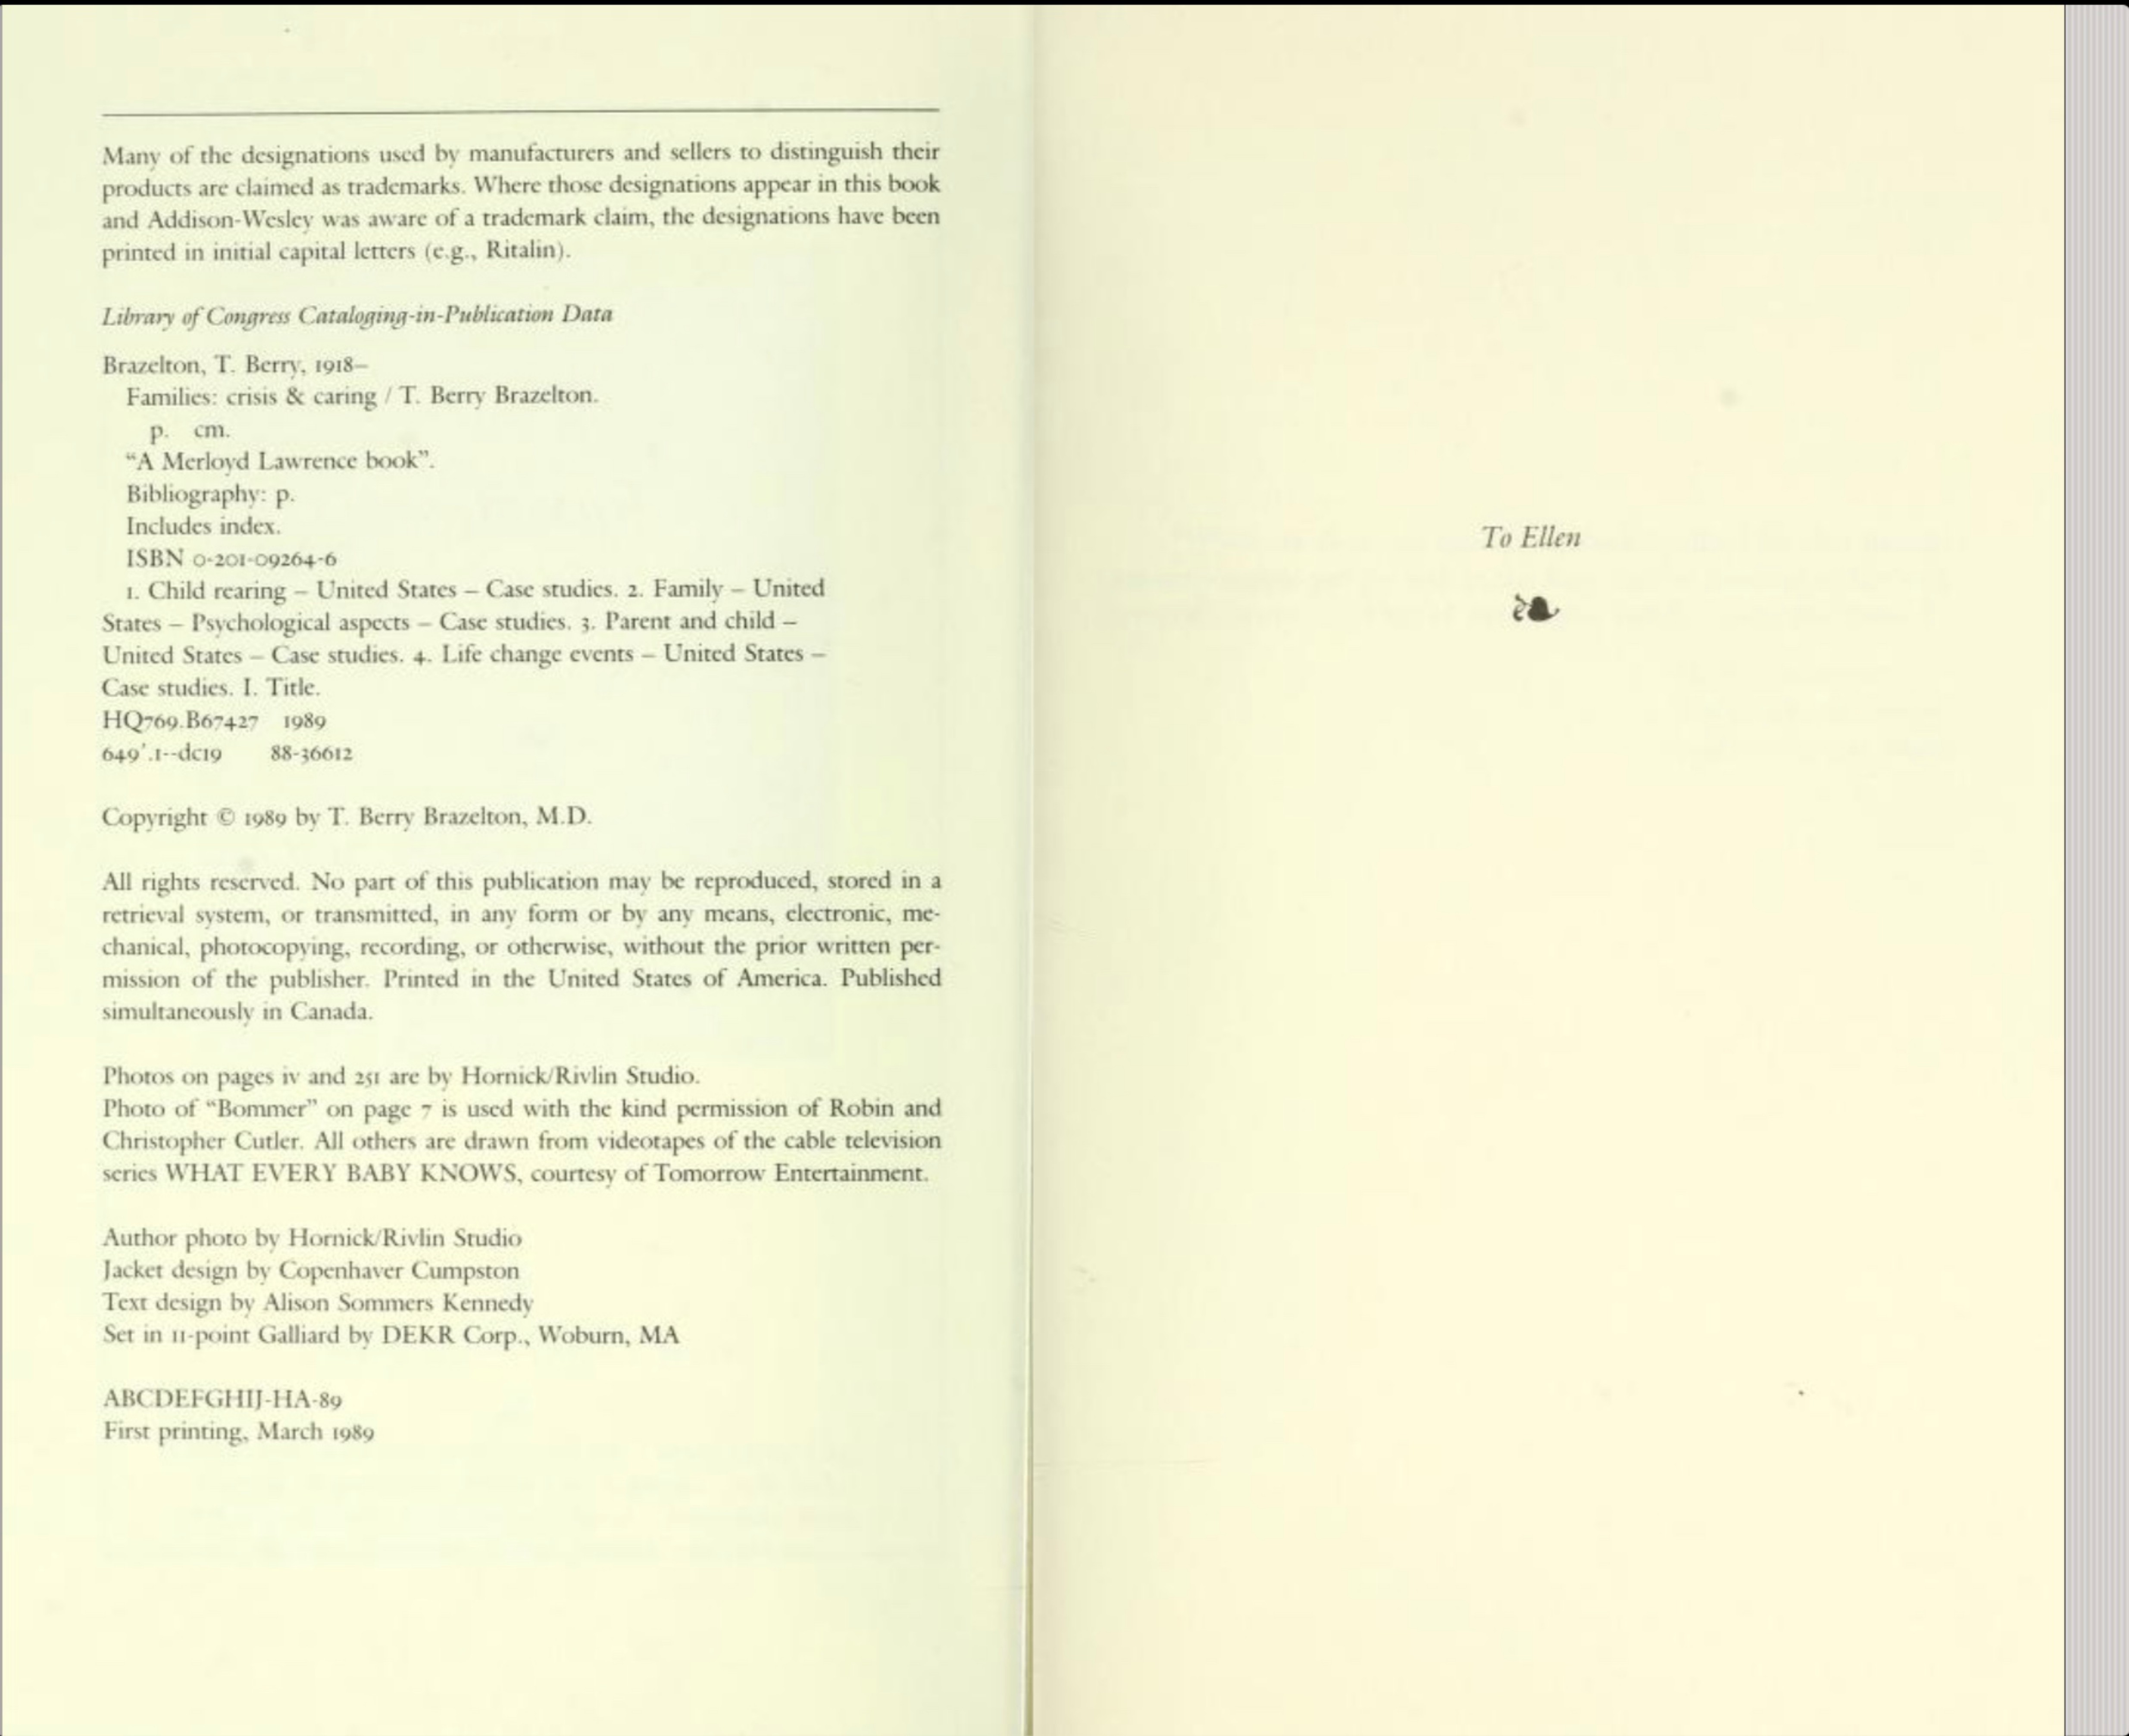 Many of the designations used by manufacturers and sellers to distinguish their
products are claimed as trademarks. Where those designations appear in this book
and Addison-Wesley was aware of a trademark claim, the designations have been
printed in initial capital letters (e.g., Ritalin).
Library of Congress Cataloging-in-Publication Data
Brazelton, T. Berry, 1918–
Families: crisis & caring / T. Berry Brazelton.
p. cm.
“A Merloyd Lawrence book”.
Bibliography: p.
Includes index.
ISBN 0-201-09264-6
1. Child rearing – United States – Case studies. 2. Family – United
States – Psychological aspects – Case studies. 3. Parent and child –
United States – Case studies. 4. Life change events – United States –
Case studies. I. Title.
HQ769.B67427 1989
649'.1--dc19 88-36612
Copyright © 1989 by T. Berry Brazelton, M.D.
All rights reserved. No part of this publication may be reproduced, stored in a
retrieval system, or transmitted, in any form or by any means, electronic, me-
chanical, photocopying, recording, or otherwise, without the prior written per-
mission of the publisher. Printed in the United States of America. Published
simultaneously in Canada.
Photos on pages iv and 251 are by Hornick/Rivlin Studio.
Photo of “Bommer” on page 7 is used with the kind permission of Robin and
Christopher Cutler. All others are drawn from videotapes of the cable television
series WHAT EVERY BABY KNOWS, courtesy of Tomorrow Entertainment.
Author photo by Hornick/Rivlin Studio
Jacket design by Copenhaver Cumpston
Text design by Alison Sommers Kennedy
Set in 11-point Galliard by DEKR Corp., Woburn, MA
ABCDEFGHIJ-HA-89
First printing, March 1989
To Ellen